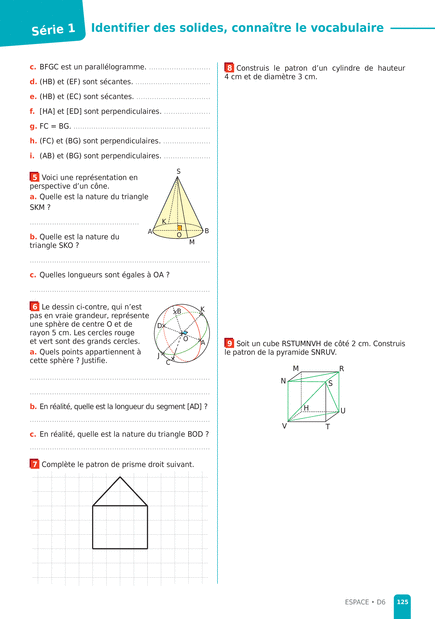 Série 1
Identifier des solides, connaître le vocabulaire
c. BFGC est un parallélogramme.
d. (HB) et (EF) sont sécantes.
e. (HB) et (EC) sont sécantes.
f. [HA] et [ED] sont perpendiculaires.
g. FC = BG.
h. (FC) et (BG) sont perpendiculaires.
i. (AB) et (BG) sont perpendiculaires.
5 Voici une représentation en
perspective d'un cône.
a. Quelle est la nature du triangle
SKM ?
b. Quelle est la nature du
triangle SKO ?
S
K
A
O
B
M
c. Quelles longueurs sont égales à OA ?
6 Le dessin ci-contre, qui n'est
pas en vraie grandeur, représente
une sphère de centre O et de
rayon 5 cm. Les cercles rouge
et vert sont des grands cercles.
a. Quels points appartiennent à
cette sphère ? Justifie.
B
K
D
O
A
J
C
b. En réalité, quelle est la longueur du segment [AD] ?
c. En réalité, quelle est la nature du triangle BOD ?
7 Complète le patron de prisme droit suivant.
8 Construis le patron d'un cylindre de hauteur
4 cm et de diamètre 3 cm.
9 Soit un cube RSTUMNVH de côté 2 cm. Construis
le patron de la pyramide SNRUV.
M
R
N
S
H
U
V
T
ESPACE • D6
125